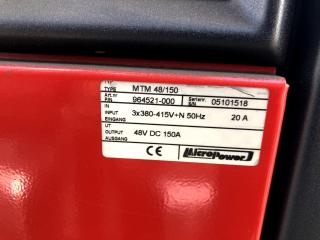 TYP
TYPE MTM 48/150
Art.nr Serienr.
P/N 964521-000 S/N 05101518
IN
INPUT 3x380-415V+N 50Hz 20 A
EINGANG
UT
OUTPUT 48V DC 150A
AUSGANG
CE MicroPower